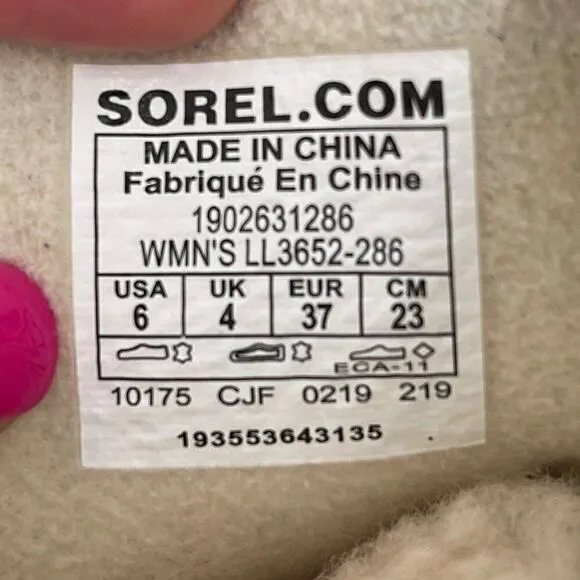 SOREL.COM
MADE IN CHINA
Fabriqué En Chine
1902631286
WMN'S LL3652-286
USA UK EUR CM
6 4 37 23
ECA-11
10175 CJF 0219 219
193553643135